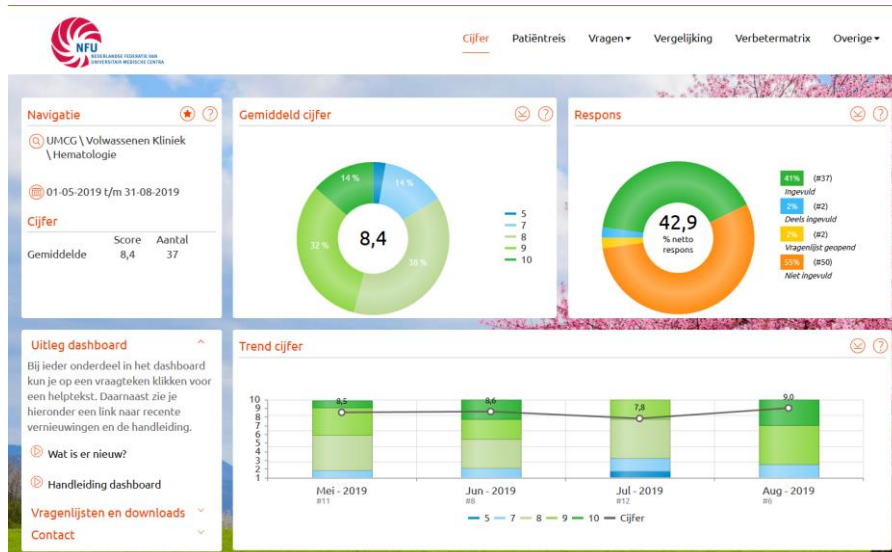 NFU
NEDERLANDSE FEDERATIE VAN
UNIVERSITAIR MEDISCHE CENTRA
Cijfer
Patiëntreis
Vragen
Vergelijking
Verbetermatrix
Overige
Navigatie
?
UMCG \ Volwassenen Kliniek
\ Hematologie
01-05-2019 t/m 31-08-2019
Cijfer
Score Aantal
Gemiddelde 8,4 37
Gemiddeld cijfer
?
14 %
14 %
32 %
38 %
8,4
5
7
8
9
10
Respons
?
42,9
% netto
respons
41% (#37)
Ingevuld
2% (#2)
Deels ingevuld
2% (#2)
Vragenlijst geopend
55% (#50)
Niet Ingevuld
Uitleg dashboard
Bij ieder onderdeel in het dashboard
kun je op een vraagteken klikken voor
een helptekst. Daarnaast zie je
hieronder een link naar recente
vernieuwingen en de handleiding.
Wat is er nieuw?
Handleiding dashboard
Vragenlijsten en downloads
Contact
Trend cijfer
?
10
9
8
7
6
5
4
3
2
1
8,5
8,6
7,8
9,0
Mei - 2019
#11
Jun - 2019
#8
Jul - 2019
#12
Aug - 2019
#6
5 7 8 9 10 Cijfer